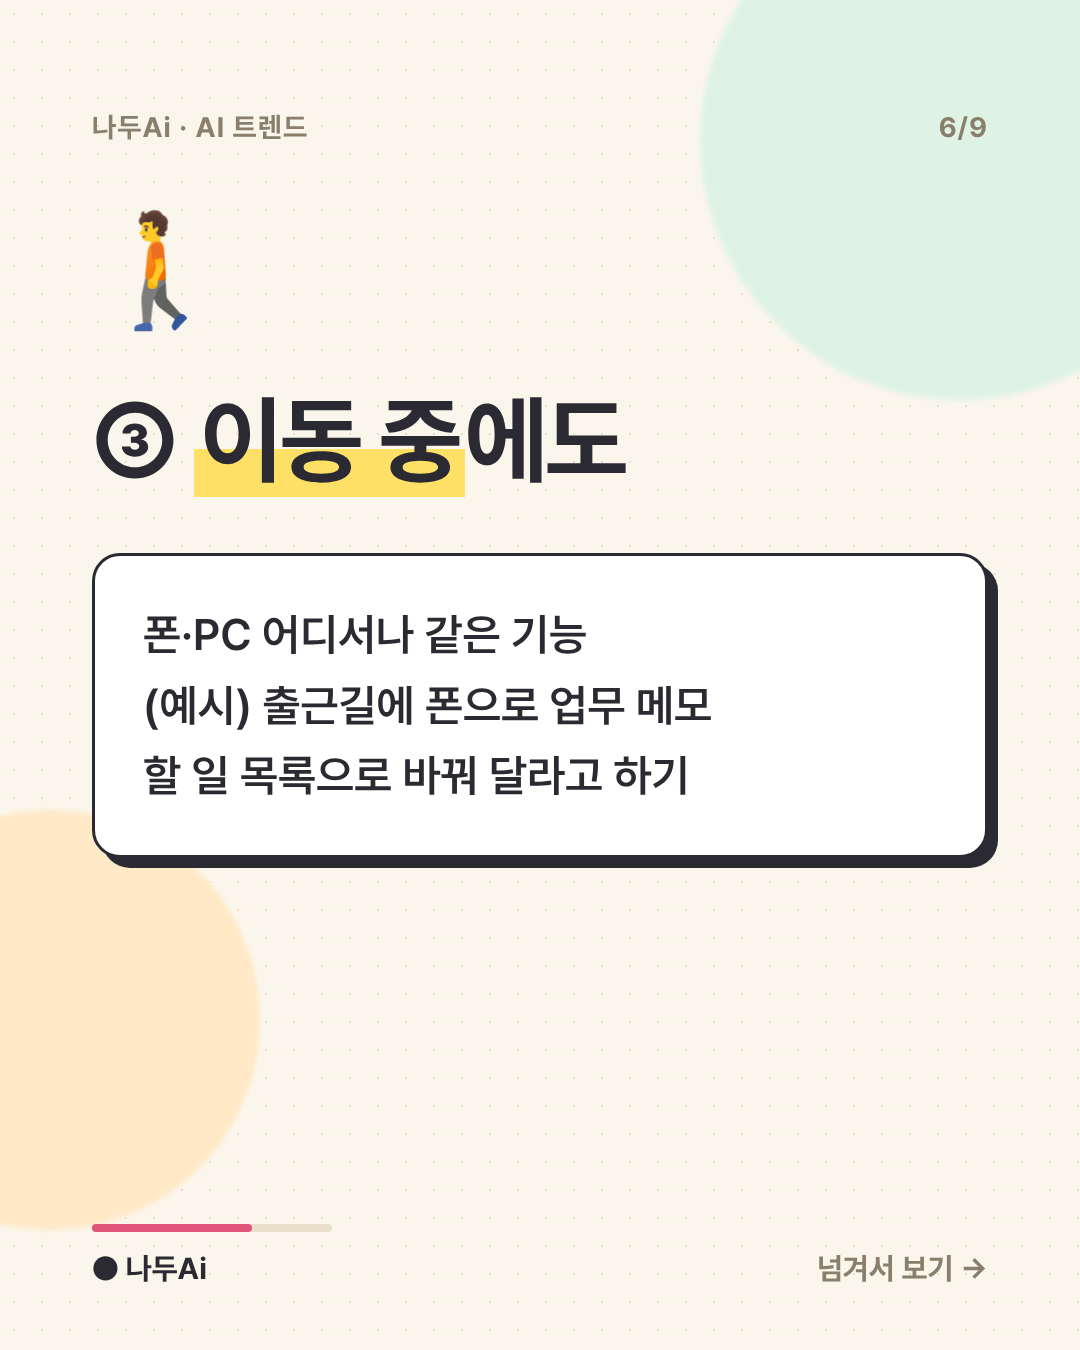 나두Ai · AI 트렌드
6/9
③ 이동 중에도
폰·PC 어디서나 같은 기능
(예시) 출근길에 폰으로 업무 메모
할 일 목록으로 바꿔 달라고 하기
나두Ai
넘겨서 보기 →